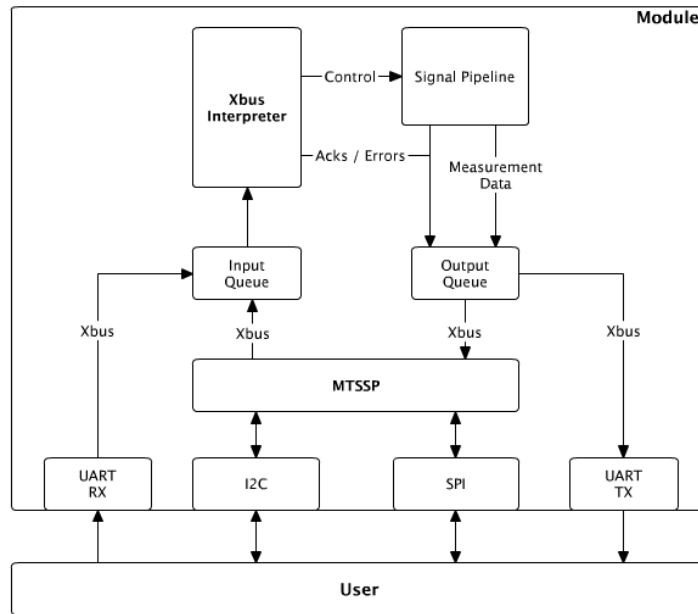 Module
Xbus
Interpreter
Control
Signal Pipeline
Acks / Errors
Measurement
Data
Input
Queue
Output
Queue
Xbus
Xbus
Xbus
Xbus
MTSSP
UART
RX
I2C
SPI
UART
TX
User